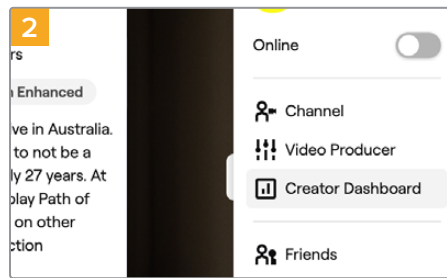 2
rs
Enhanced
ve in Australia.
to not be a
ly 27 years. At
play Path of
on other
ction
Online
Channel
Video Producer
Creator Dashboard
Friends